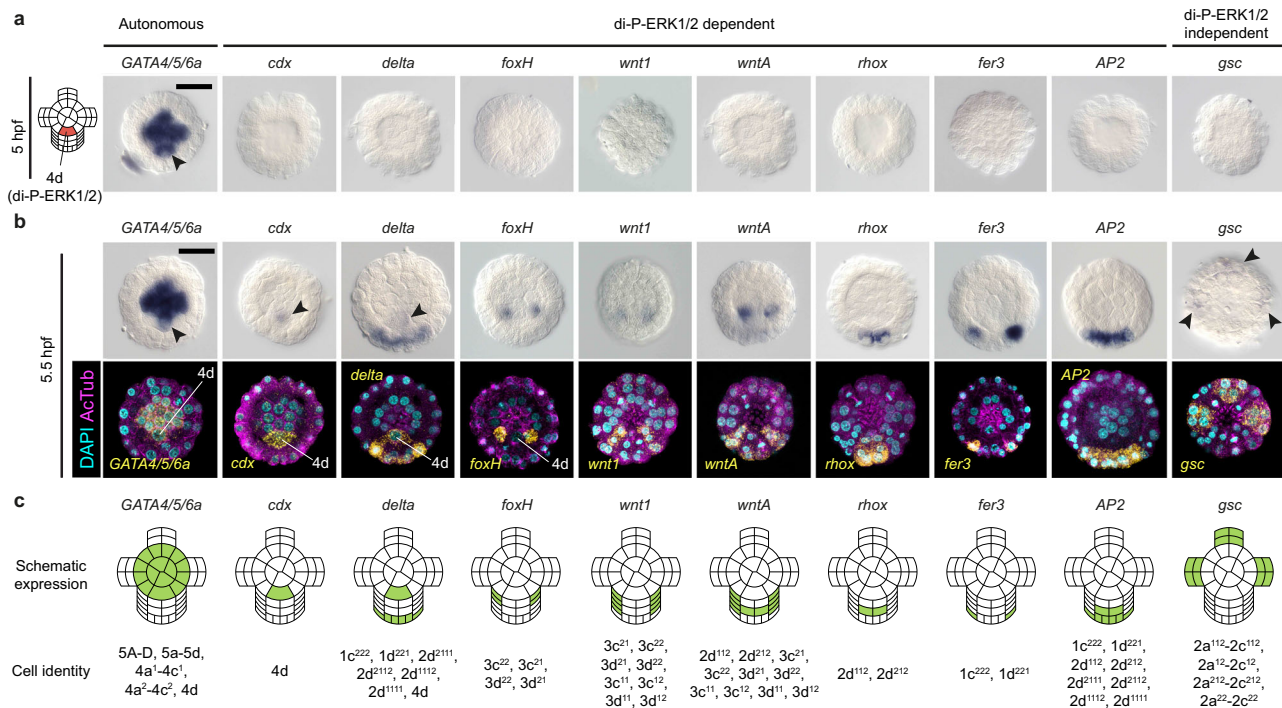 a
Autonomous
di-P-ERK1/2 dependent
di-P-ERK1/2
independent
GATA4/5/6a cdx delta foxH wnt1 wntA rhox fer3 AP2 gsc
5 hpf
4d
(di-P-ERK1/2)
b
GATA4/5/6a cdx delta foxH wnt1 wntA rhox fer3 AP2 gsc
5.5 hpf
DAPI AcTub
4d
GATA4/5/6a
cdx
4d
delta
4d
foxH
4d
wnt1
wntA
rhox
fer3
AP2
gsc
c
GATA4/5/6a cdx delta foxH wnt1 wntA rhox fer3 AP2 gsc
Schematic
expression
Cell identity
5A-D, 5a-5d,
4a¹-4c¹,
4a²-4c², 4d
4d
1c²²², 1d²²¹, 2d²¹¹¹,
2d²¹¹², 2d¹¹¹²,
2d¹¹¹¹, 4d
3c²², 3c²¹,
3d²², 3d²¹
3c²¹, 3c²²,
3d²¹, 3d²²,
3c¹¹, 3c¹²,
3d¹¹, 3d¹²
2d¹¹², 2d²¹², 3c²¹,
3c²², 3d²¹, 3d²²,
3c¹¹, 3c¹², 3d¹¹, 3d¹²
2d¹¹², 2d²¹²
1c²²², 1d²²¹
1c²²², 1d²²¹,
2d¹¹², 2d²¹²,
2d²¹¹¹, 2d²¹¹²,
2d¹¹¹², 2d¹¹¹¹
2a¹¹²-2c¹¹²,
2a¹²-2c¹²,
2a²¹²-2c²¹²,
2a²²-2c²²